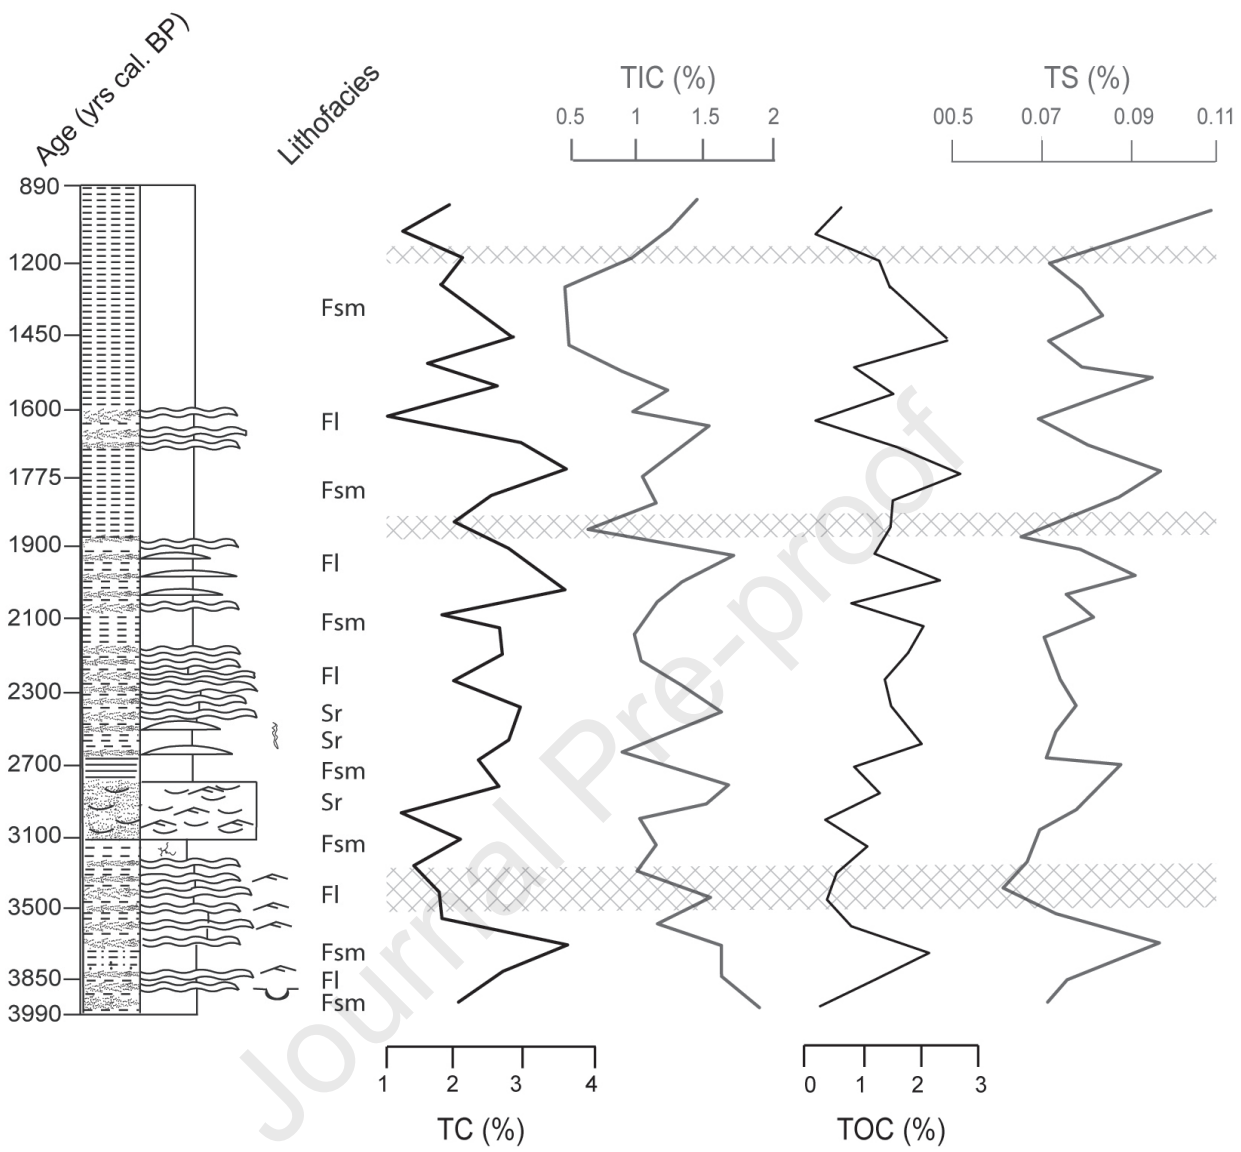 Age (yrs cal. BP)
Lithofacies
TIC (%)
TS (%)
0.5 1 1.5 2
00.5 0.07 0.09 0.11
890
1200
Fsm
1450
1600
Fl
1775
Fsm
1900
Fl
2100
Fsm
Fl
2300
Sr
Sr
2700
Fsm
Sr
3100
Fsm
Fl
3500
Fsm
3850
Fl
Fsm
3990
Journal Pre-proof
1 2 3 4
0 1 2 3
TC (%)
TOC (%)